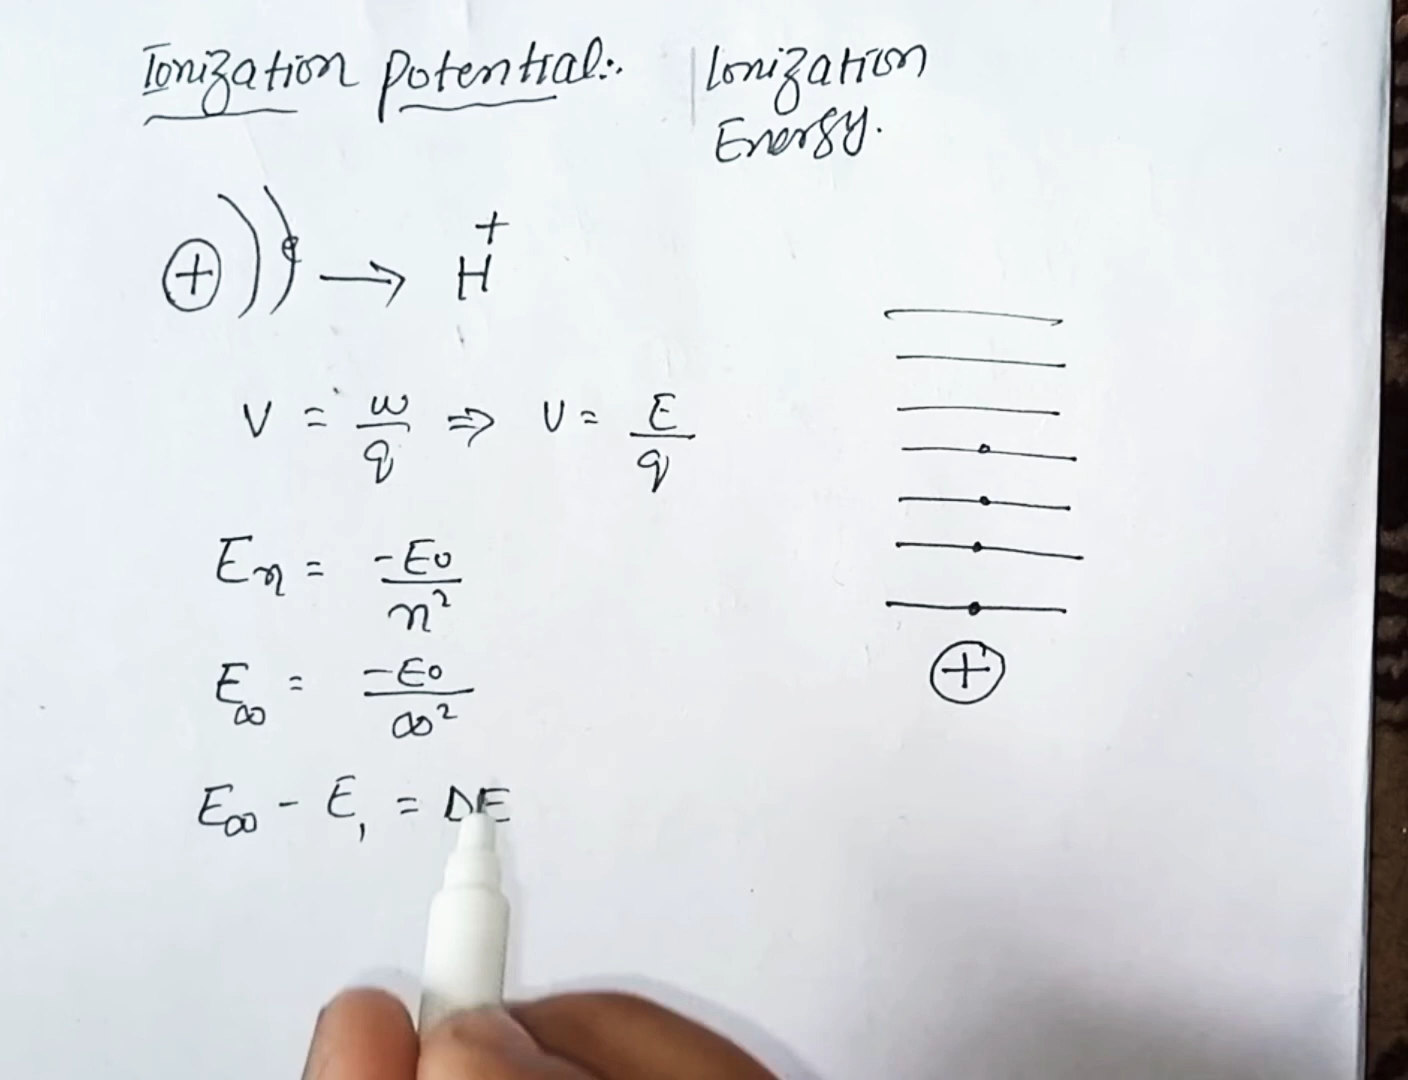 Ionization Potential:. | Ionization
Energy.
+ → H⁺
V = w/q ⇒ V = E/q
En = -E0/n²
E∞ = -E0/∞²
+
E∞ - E1 = ΔE